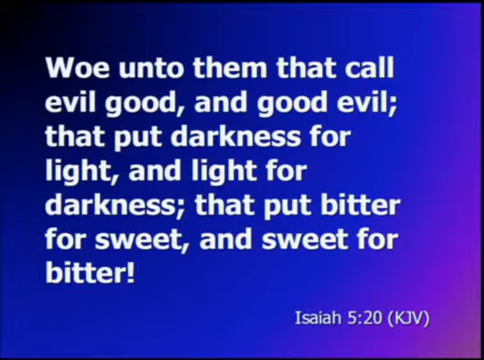 Woe unto them that call
evil good, and good evil;
that put darkness for
light, and light for
darkness; that put bitter
for sweet, and sweet for
bitter!
Isaiah 5:20 (KJV)